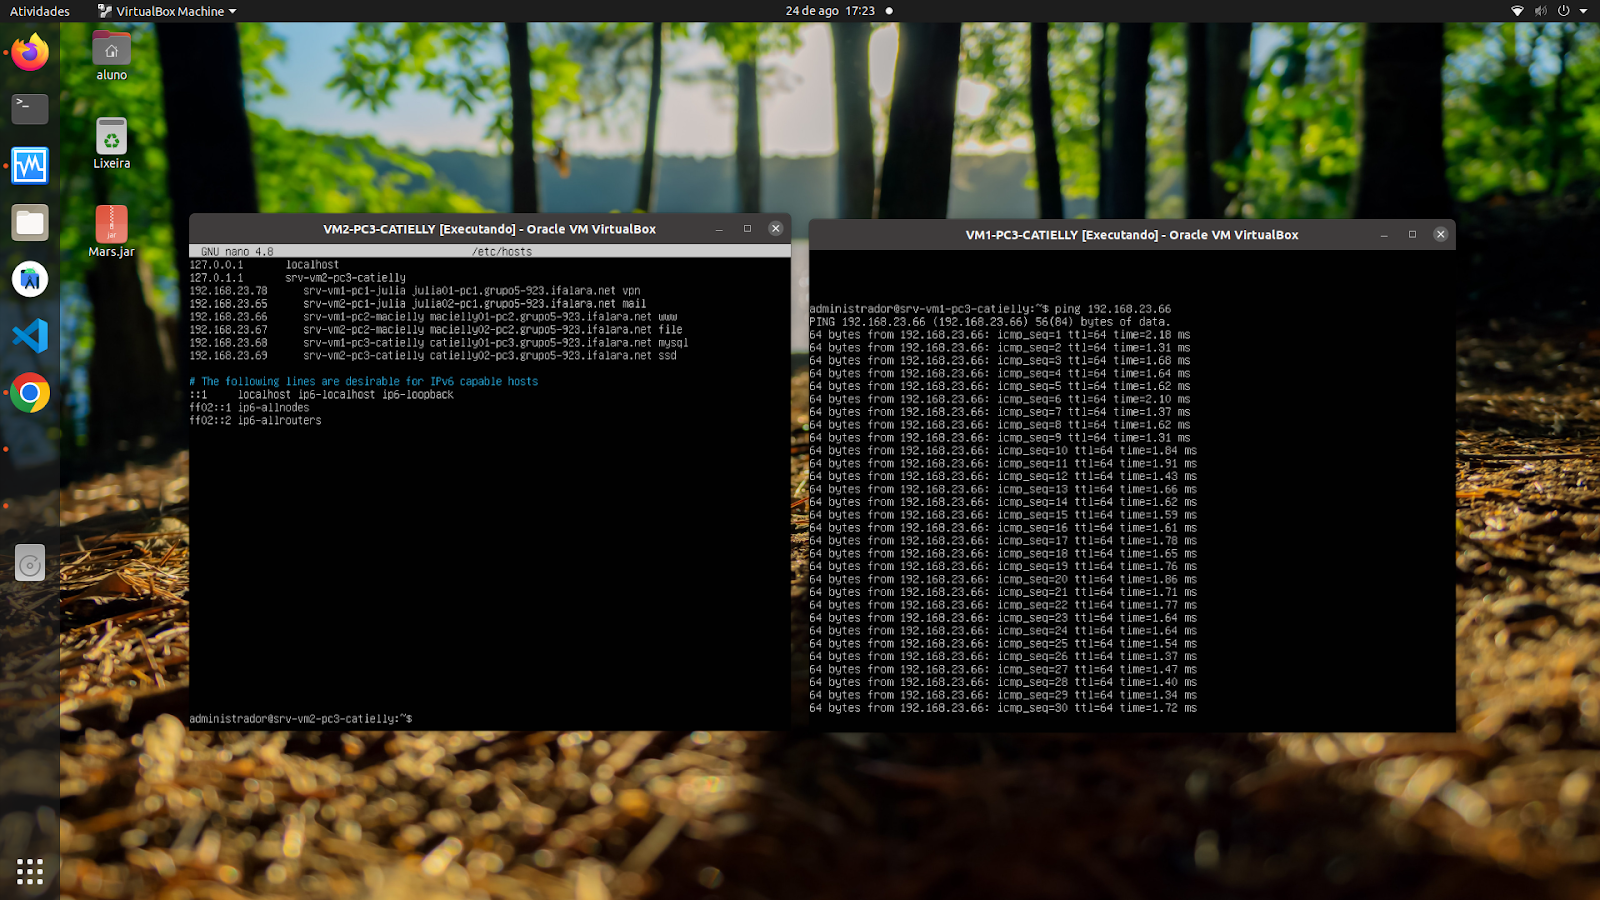 Atividades
VirtualBox Machine
24 de ago 17:23
aluno
Lixeira
jar
Mars.jar
VM2-PC3-CATIELLY [Executando] - Oracle VM VirtualBox
GNU nano 4.8 /etc/hosts
127.0.0.1 localhost
127.0.1.1 srv-vm2-pc3-catielly
192.168.23.78 srv-vm1-pc1-julia julia01-pc1.grupo5-923.ifalara.net vpn
192.168.23.65 srv-vm2-pc1-julia julia02-pc1.grupo5-923.ifalara.net mail
192.168.23.66 srv-vm1-pc2-macielly macielly01-pc2.grupo5-923.ifalara.net www
192.168.23.67 srv-vm2-pc2-macielly macielly02-pc2.grupo5-923.ifalara.net file
192.168.23.68 srv-vm1-pc3-catielly catielly01-pc3.grupo5-923.ifalara.net mysql
192.168.23.69 srv-vm2-pc3-catielly catielly02-pc3.grupo5-923.ifalara.net ssd
# The following lines are desirable for IPv6 capable hosts
::1 localhost ip6-localhost ip6-loopback
ff02::1 ip6-allnodes
ff02::2 ip6-allrouters
administrador@srv-vm2-pc3-catielly:~$
VM1-PC3-CATIELLY [Executando] - Oracle VM VirtualBox
administrador@srv-vm1-pc3-catielly:~$ ping 192.168.23.66
PING 192.168.23.66 (192.168.23.66) 56(84) bytes of data.
64 bytes from 192.168.23.66: icmp_seq=1 ttl=64 time=2.18 ms
64 bytes from 192.168.23.66: icmp_seq=2 ttl=64 time=1.31 ms
64 bytes from 192.168.23.66: icmp_seq=3 ttl=64 time=1.68 ms
64 bytes from 192.168.23.66: icmp_seq=4 ttl=64 time=1.64 ms
64 bytes from 192.168.23.66: icmp_seq=5 ttl=64 time=1.62 ms
64 bytes from 192.168.23.66: icmp_seq=6 ttl=64 time=2.10 ms
64 bytes from 192.168.23.66: icmp_seq=7 ttl=64 time=1.37 ms
64 bytes from 192.168.23.66: icmp_seq=8 ttl=64 time=1.62 ms
64 bytes from 192.168.23.66: icmp_seq=9 ttl=64 time=1.31 ms
64 bytes from 192.168.23.66: icmp_seq=10 ttl=64 time=1.84 ms
64 bytes from 192.168.23.66: icmp_seq=11 ttl=64 time=1.91 ms
64 bytes from 192.168.23.66: icmp_seq=12 ttl=64 time=1.43 ms
64 bytes from 192.168.23.66: icmp_seq=13 ttl=64 time=1.66 ms
64 bytes from 192.168.23.66: icmp_seq=14 ttl=64 time=1.62 ms
64 bytes from 192.168.23.66: icmp_seq=15 ttl=64 time=1.59 ms
64 bytes from 192.168.23.66: icmp_seq=16 ttl=64 time=1.61 ms
64 bytes from 192.168.23.66: icmp_seq=17 ttl=64 time=1.78 ms
64 bytes from 192.168.23.66: icmp_seq=18 ttl=64 time=1.65 ms
64 bytes from 192.168.23.66: icmp_seq=19 ttl=64 time=1.76 ms
64 bytes from 192.168.23.66: icmp_seq=20 ttl=64 time=1.86 ms
64 bytes from 192.168.23.66: icmp_seq=21 ttl=64 time=1.71 ms
64 bytes from 192.168.23.66: icmp_seq=22 ttl=64 time=1.77 ms
64 bytes from 192.168.23.66: icmp_seq=23 ttl=64 time=1.64 ms
64 bytes from 192.168.23.66: icmp_seq=24 ttl=64 time=1.64 ms
64 bytes from 192.168.23.66: icmp_seq=25 ttl=64 time=1.54 ms
64 bytes from 192.168.23.66: icmp_seq=26 ttl=64 time=1.37 ms
64 bytes from 192.168.23.66: icmp_seq=27 ttl=64 time=1.47 ms
64 bytes from 192.168.23.66: icmp_seq=28 ttl=64 time=1.40 ms
64 bytes from 192.168.23.66: icmp_seq=29 ttl=64 time=1.34 ms
64 bytes from 192.168.23.66: icmp_seq=30 ttl=64 time=1.72 ms